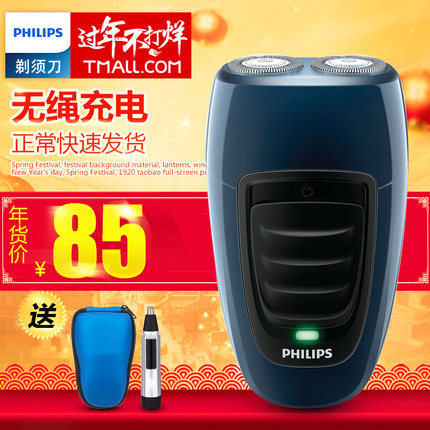 PHILIPS
剃须刀
过年不打烊
TMALL.COM
无绳充电
正常快速发货
Spring Festival, festival background material, lanterns, win
New Year's day, Spring Festival, 1920 taobao full-screen p
年货价
¥85
送
PHILIPS